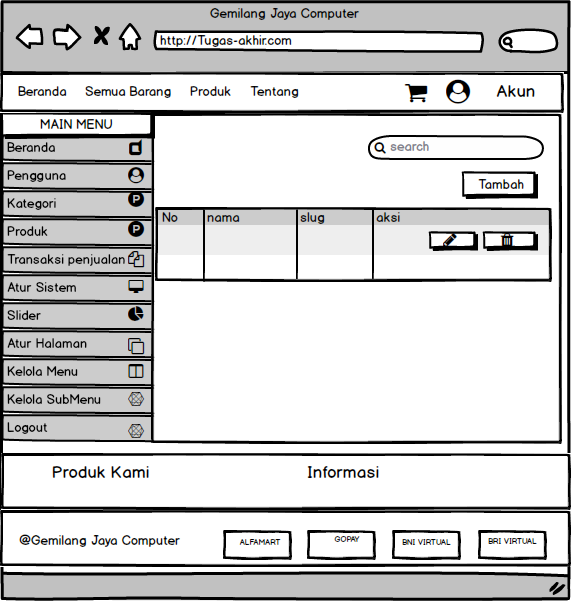 Gemilang Jaya Computer
http://Tugas-akhir.com
Beranda Semua Barang Produk Tentang Akun
MAIN MENU
Beranda
Pengguna
Kategori P
Produk P
Transaksi penjualan
Atur Sistem
Slider
Atur Halaman
Kelola Menu
Kelola SubMenu
Logout
search
Tambah
No nama slug aksi
Produk Kami Informasi
@Gemilang Jaya Computer ALFAMART GOPAY BNI VIRTUAL BRI VIRTUAL